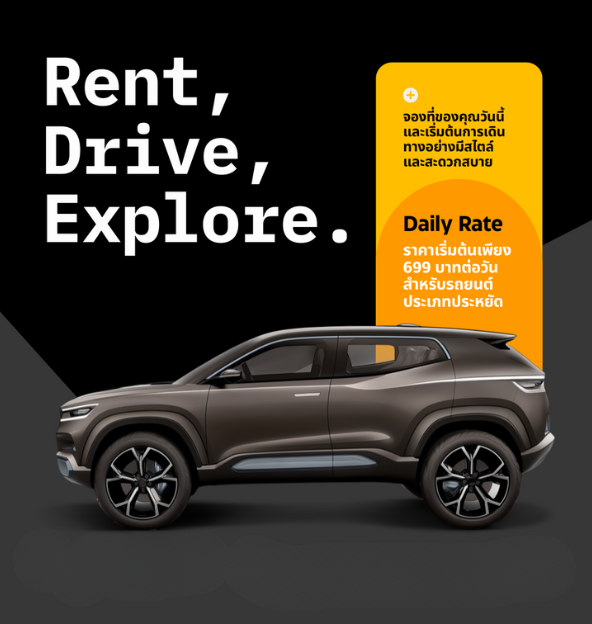 Rent,
Drive,
Explore.
จองที่ของคุณวันนี้
และเริ่มต้นการเดิน
ทางอย่างมีสไตล์
และสะดวกสบาย
Daily Rate
ราคาเริ่มต้นเพียง
699 บาทต่อวัน
สำหรับรถยนต์
ประเภทประหยัด